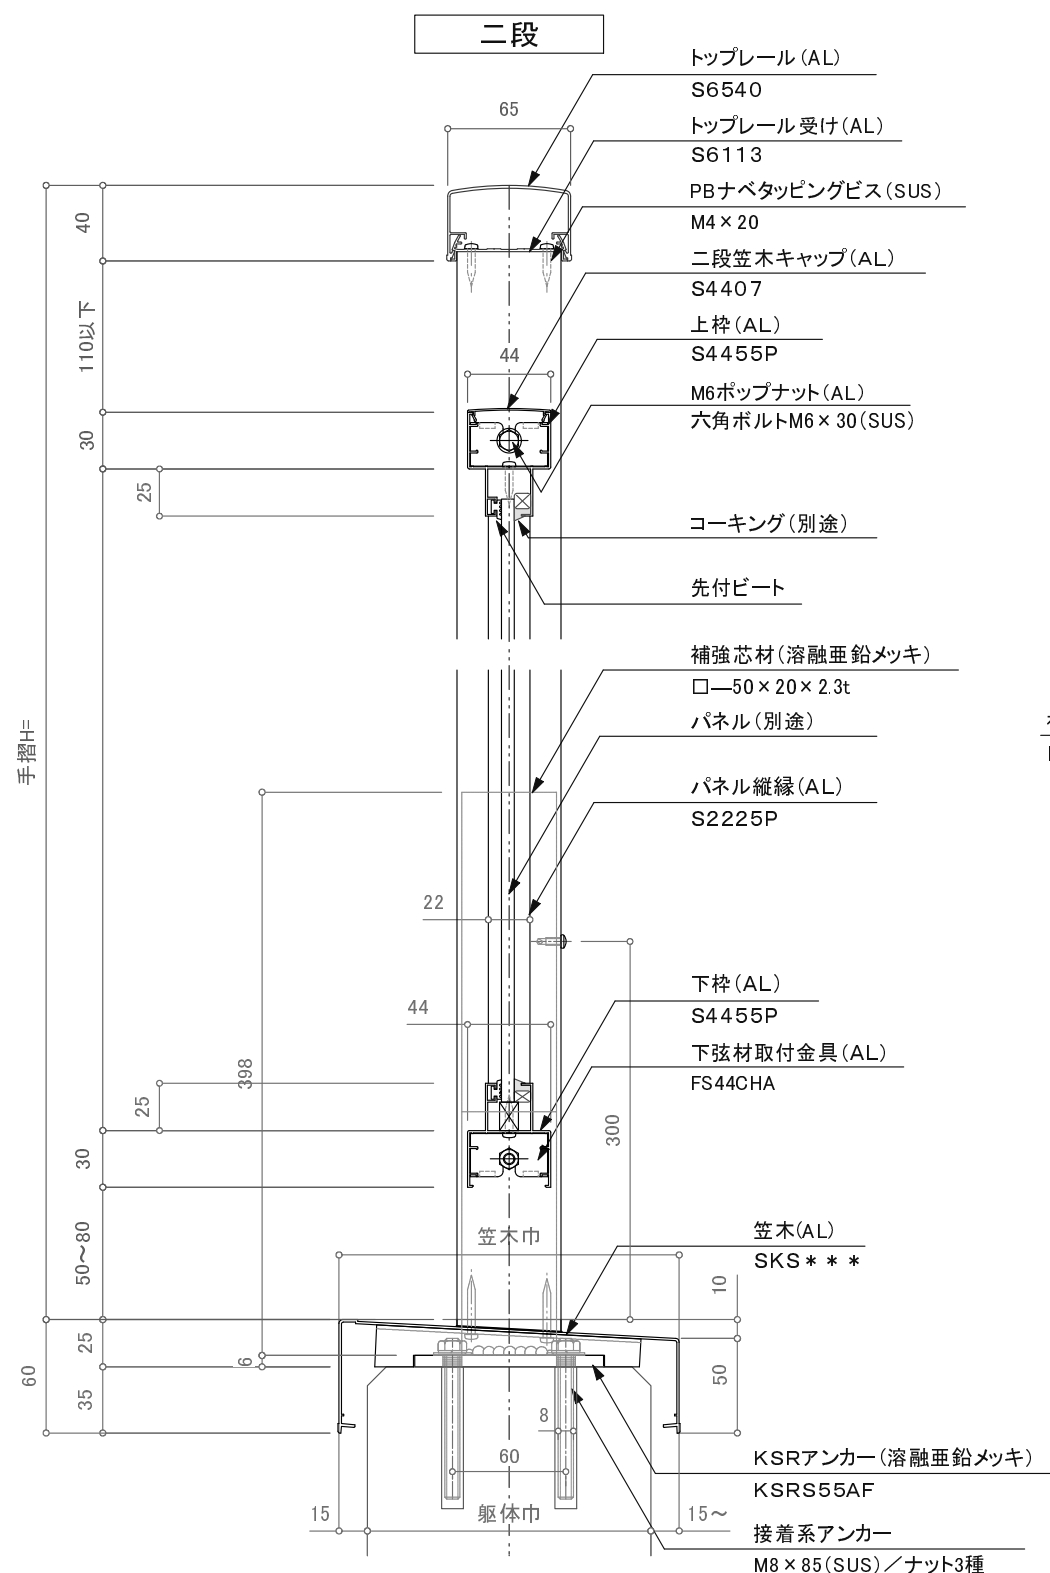 二段
トップレール(AL)
S6540
65
トップレール受け(AL)
S6113
PBナベタッピングビス(SUS)
M4×20
40
二段笠木キャップ(AL)
S4407
110以下
上枠(AL)
S4455P
44
M6ポップナット(AL)
六角ボルトM6×30(SUS)
30
25
コーキング(別途)
先付ビート
補強芯材(溶融亜鉛メッキ)
□—50×20×2.3t
パネル(別途)
手摺H=
パネル縦縁(AL)
S2225P
22
下枠(AL)
S4455P
44
下弦材取付金具(AL)
FS44CHA
398
25
300
30
笠木巾
笠木(AL)
SKS***
50〜80
10
25
6
60
50
35
8
60
KSRアンカー(溶融亜鉛メッキ)
KSRS55AF
15
躯体巾
15〜
接着系アンカー
M8×85(SUS)／ナット3種